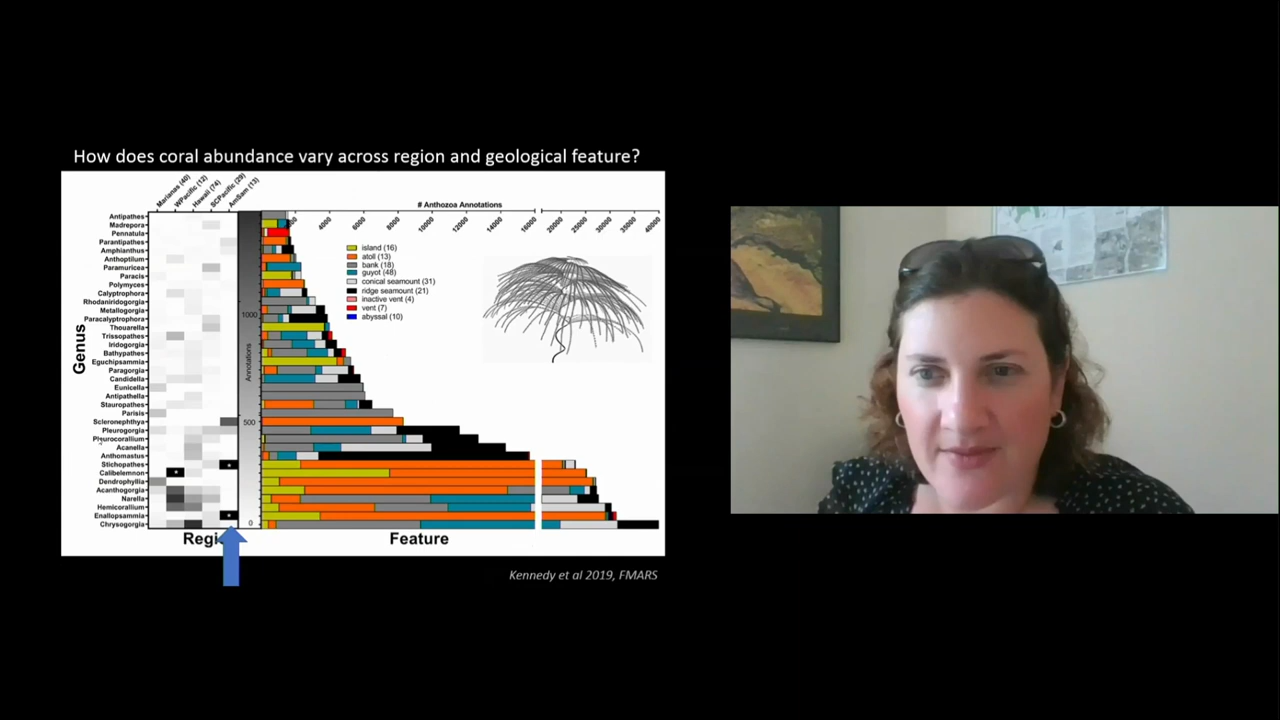 How does coral abundance vary across region and geological feature?
Marianas (40)
WPacific (12)
Hawaii (74)
SCPacific (29)
AmSam (13)
# Anthozoa Annotations
4000
6000
8000
10000
12000
14000
16000
20000
25000
30000
35000
40000
Genus
Antipathes
Madrepora
Pennatula
Parantipathes
Amphianthus
Anthoptilum
Paramuricea
Paracis
Polymyces
Calyptrophora
Rhodaniridogorgia
Metallogorgia
Paracalyptrophora
Thouarella
Trissopathes
Iridogorgia
Bathypathes
Eguchipsammia
Paragorgia
Candidella
Eunicella
Antipathella
Stauropathes
Parisis
Scleronephthya
Pleurogorgia
Pleurocorallium
Acanella
Anthomastus
Stichopathes
Calibelemnon
Dendrophyllia
Acanthogorgia
Narella
Hemicorallium
Enallopsammia
Chrysogorgia
1000
Annotations
500
0
island (16)
atoll (13)
bank (18)
guyot (48)
conical seamount (31)
ridge seamount (21)
inactive vent (4)
vent (7)
abyssal (10)
Regi
Feature
Kennedy et al 2019, FMARS